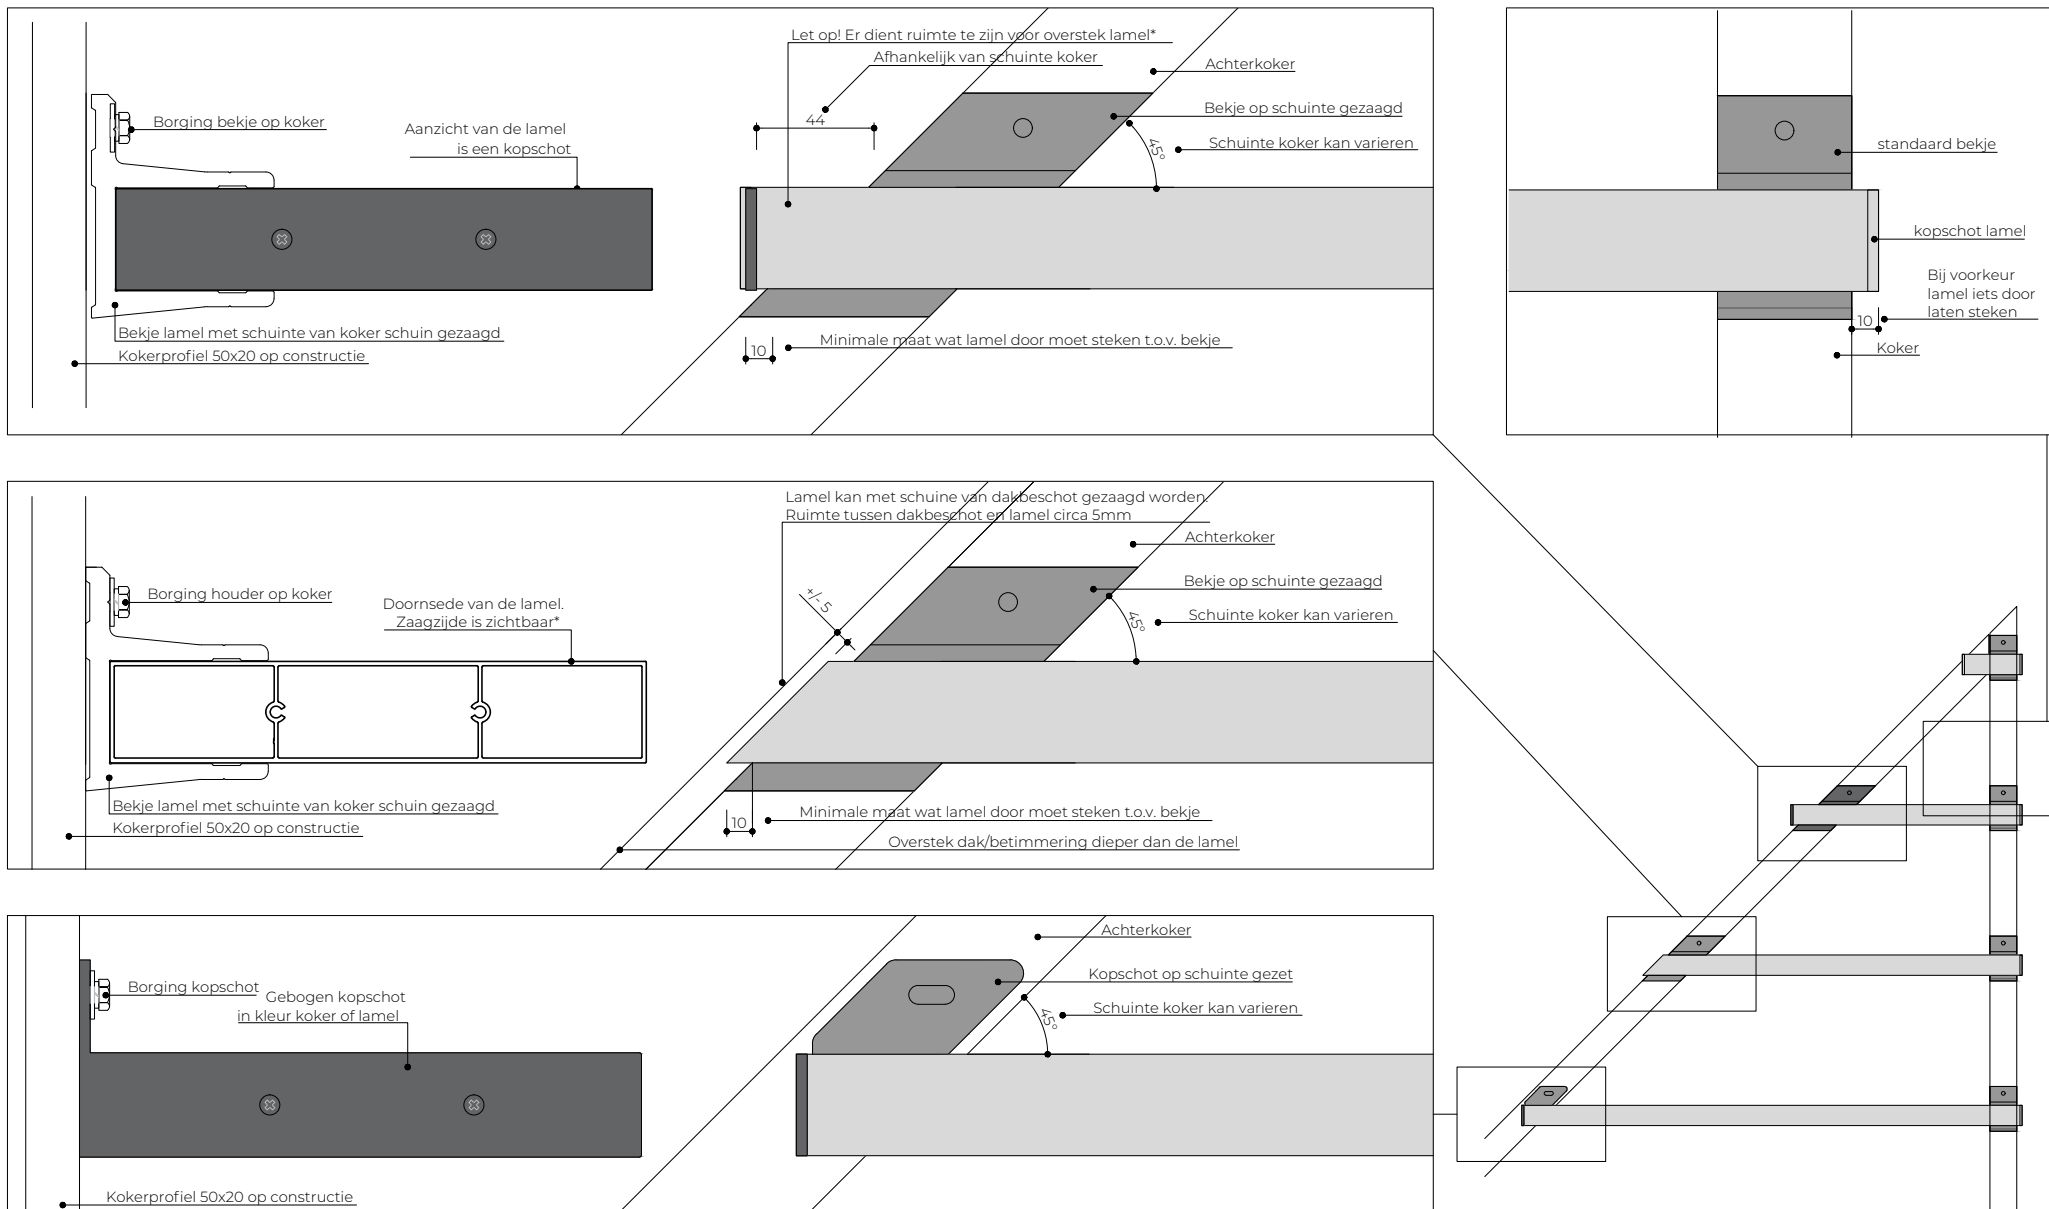 Let op! Er dient ruimte te zijn voor overstek lamel*
Afhankelijk van schuinte koker
Achterkoker
Borging bekje op koker
Aanzicht van de lamel
is een kopschot
44
Bekje op schuinte gezaagd
45°
Schuinte koker kan varieren
Bekje lamel met schuinte van koker schuin gezaagd
Kokerprofiel 50x20 op constructie
10
Minimale maat wat lamel door moet steken t.o.v. bekje
standaard bekje
kopschot lamel
Bij voorkeur
lamel iets door
laten steken
10
Koker
Lamel kan met schuine van dakbeschot gezaagd worden.
Ruimte tussen dakbeschot en lamel circa 5mm
Achterkoker
Borging houder op koker
Doornsede van de lamel.
Zaagzijde is zichtbaar*
+/- 5
Bekje op schuinte gezaagd
45°
Schuinte koker kan varieren
Bekje lamel met schuinte van koker schuin gezaagd
Kokerprofiel 50x20 op constructie
10
Minimale maat wat lamel door moet steken t.o.v. bekje
Overstek dak/betimmering dieper dan de lamel
Achterkoker
Borging kopschot
Gebogen kopschot
in kleur koker of lamel
Kopschot op schuinte gezet
45°
Schuinte koker kan varieren
Kokerprofiel 50x20 op constructie